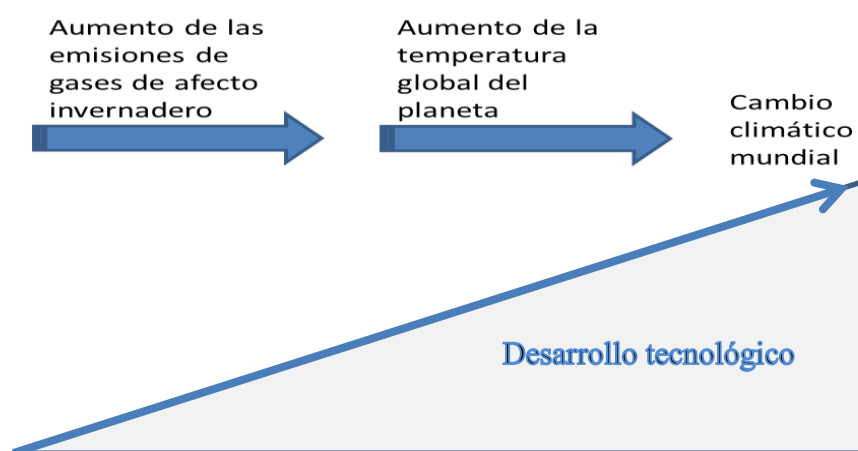 Aumento de las
emisiones de
gases de afecto
invernadero
Aumento de la
temperatura
global del
planeta
Cambio
climático
mundial
Desarrollo tecnológico